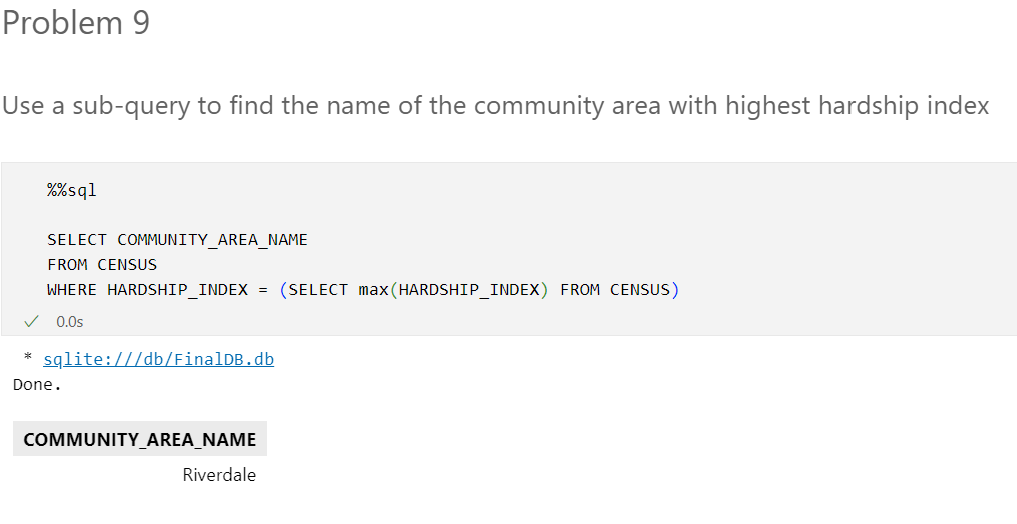 Problem 9
Use a sub-query to find the name of the community area with highest hardship index
%%sql
SELECT COMMUNITY_AREA_NAME
FROM CENSUS
WHERE HARDSHIP_INDEX = (SELECT max(HARDSHIP_INDEX) FROM CENSUS)
✓ 0.0s
* sqlite:///db/FinalDB.db
Done.
COMMUNITY_AREA_NAME
Riverdale